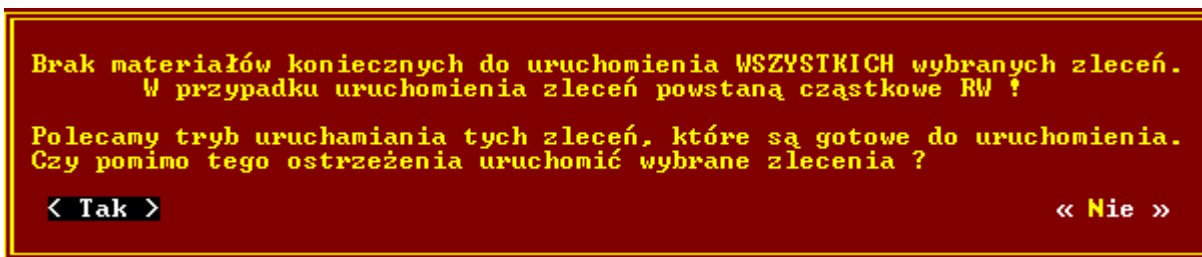 Brak materiałów koniecznych do uruchomienia WSZYSTKICH wybranych zleceń.
W przypadku uruchomienia zleceń powstaną cząstkowe RW !
Polecamy tryb uruchamiania tych zleceń, które są gotowe do uruchomienia.
Czy pomimo tego ostrzeżenia uruchomić wybrane zlecenia ?
< Tak > « Nie »